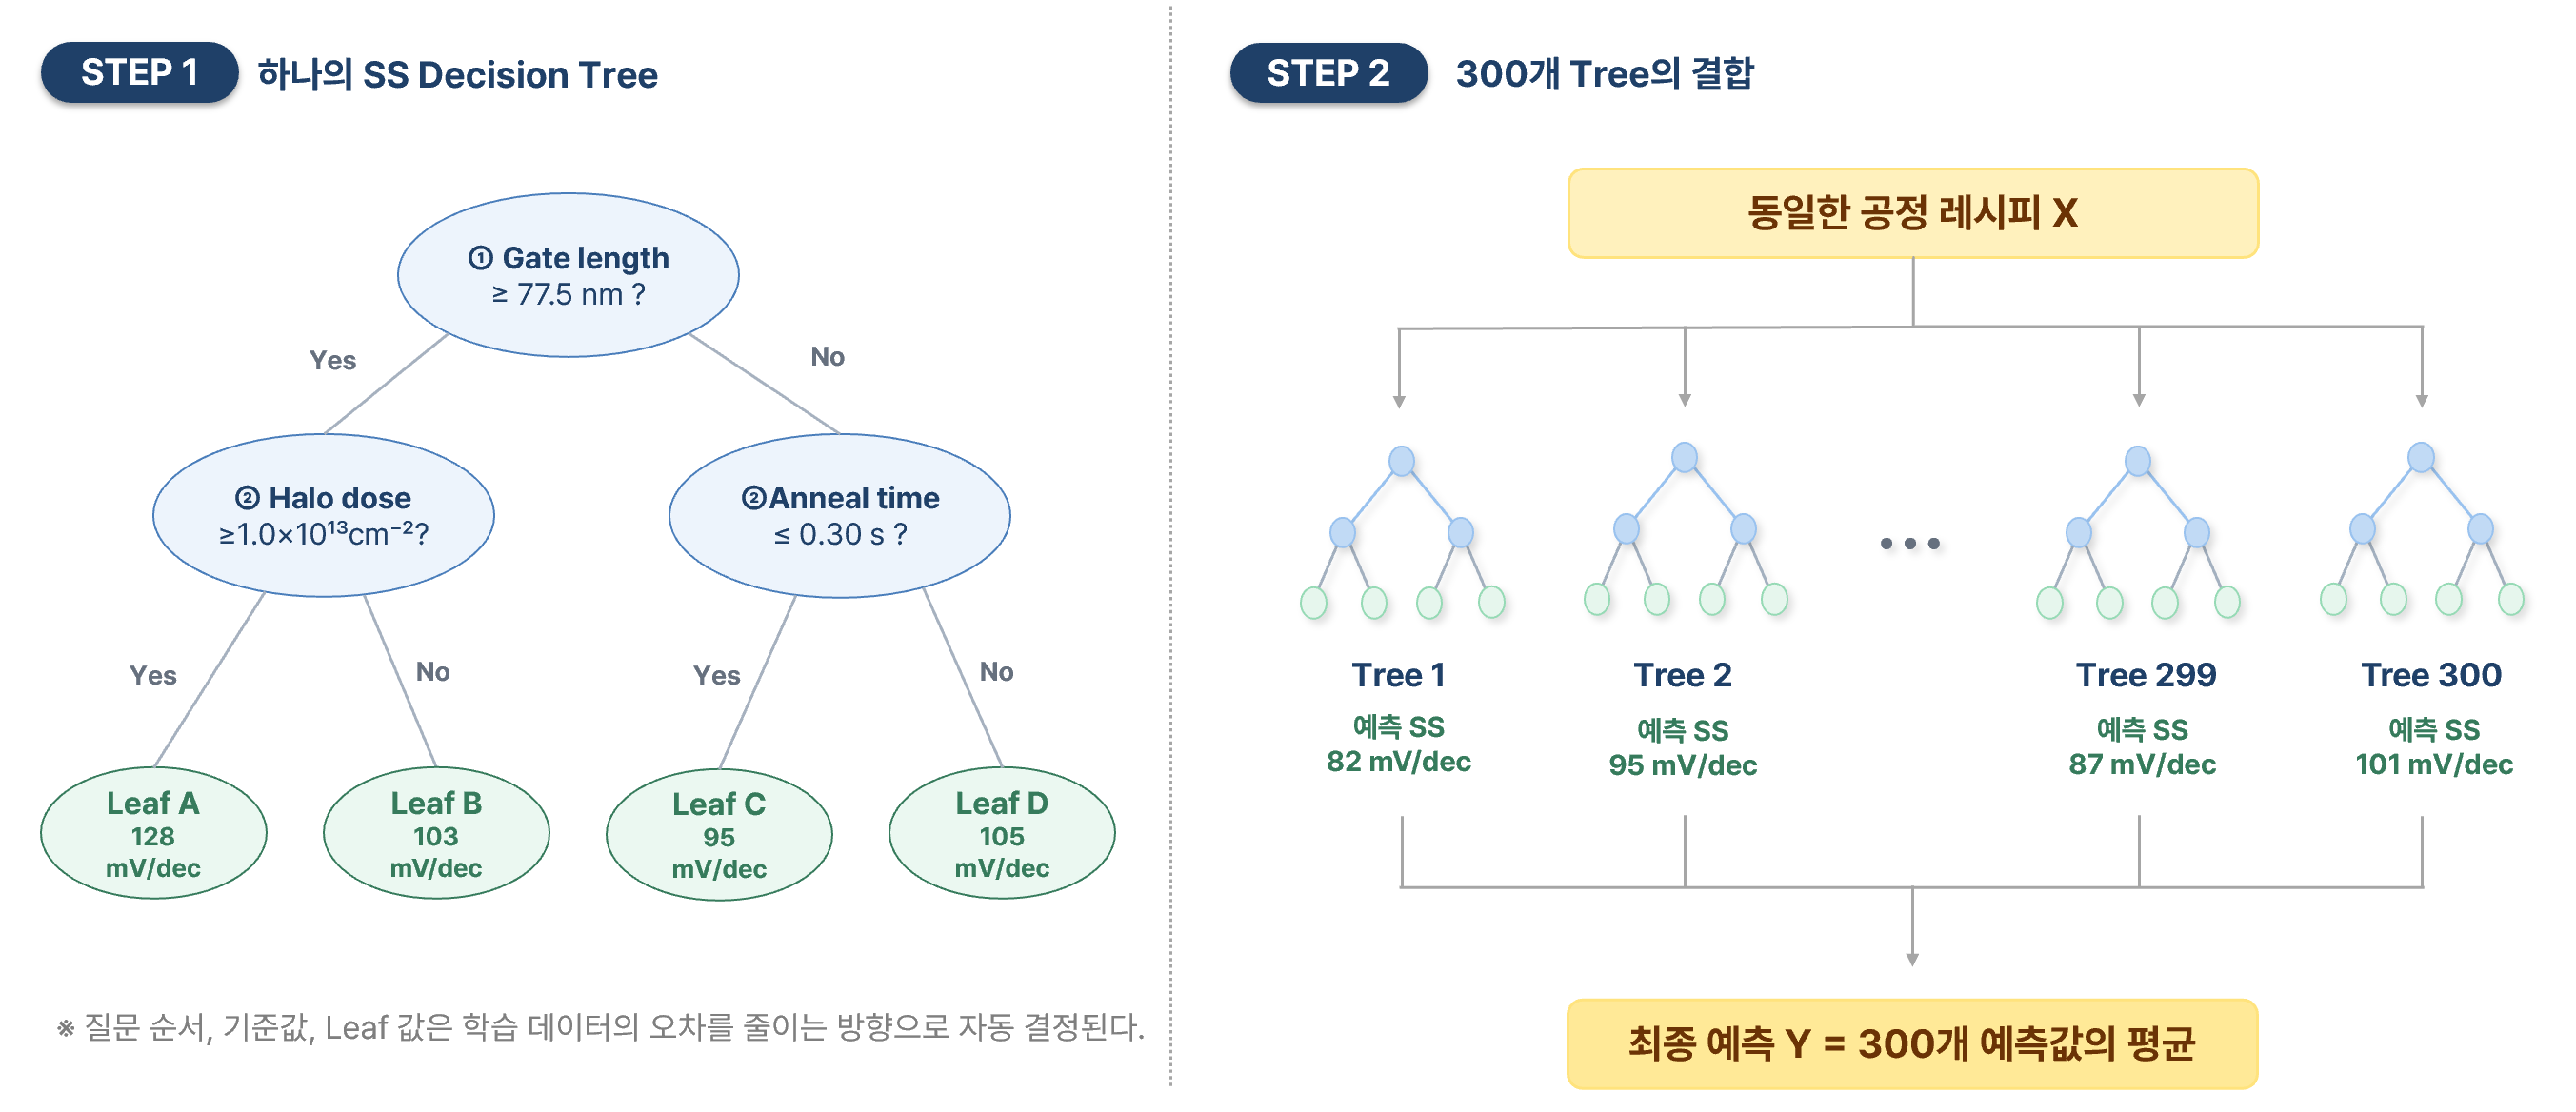 STEP 1
하나의 SS Decision Tree
① Gate length
≥ 77.5 nm ?
Yes
No
② Halo dose
≥1.0×10¹³cm⁻²?
②Anneal time
≤ 0.30 s ?
Yes
No
Yes
No
Leaf A
128
mV/dec
Leaf B
103
mV/dec
Leaf C
95
mV/dec
Leaf D
105
mV/dec
※ 질문 순서, 기준값, Leaf 값은 학습 데이터의 오차를 줄이는 방향으로 자동 결정된다.
STEP 2
300개 Tree의 결합
동일한 공정 레시피 X
•••
Tree 1
예측 SS
82 mV/dec
Tree 2
예측 SS
95 mV/dec
Tree 299
예측 SS
87 mV/dec
Tree 300
예측 SS
101 mV/dec
최종 예측 Y = 300개 예측값의 평균